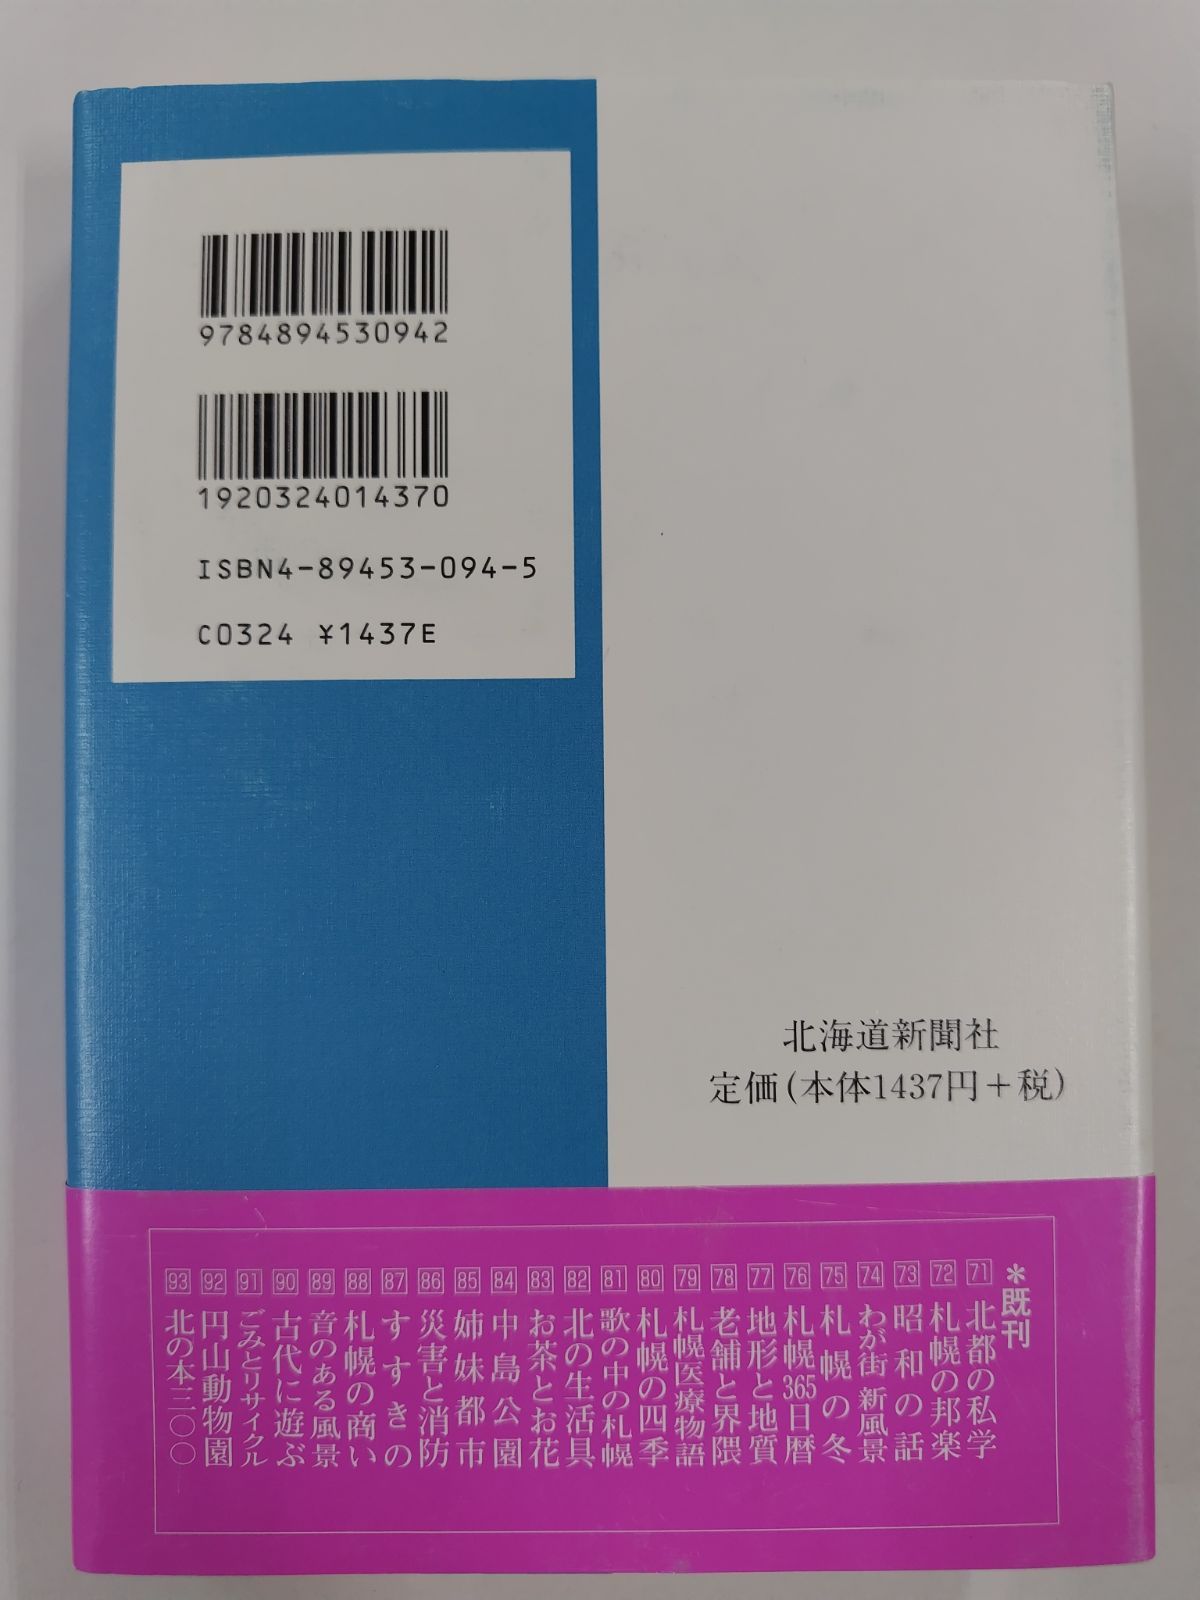 9784894530942
1920324014370
ISBN4-89453-094-5
C0324 ¥1437E
北海道新聞社
定価(本体1437円+税)
＊既刊
71 北都の私学
72 札幌の邦楽
73 昭和の話
74 わが街新風景
75 札幌の冬
76 札幌365日暦
77 地形と地質
78 老舗と界隈
79 札幌医療物語
80 札幌の四季
81 歌の中の札幌
82 北の生活具
83 お茶とお花
84 中島公園
85 姉妹都市
86 災害と消防
87 すすきの
88 札幌の商い
89 音のある風景
90 古代に遊ぶ
91 ごみとリサイクル
92 円山動物園
93 北の本三〇〇